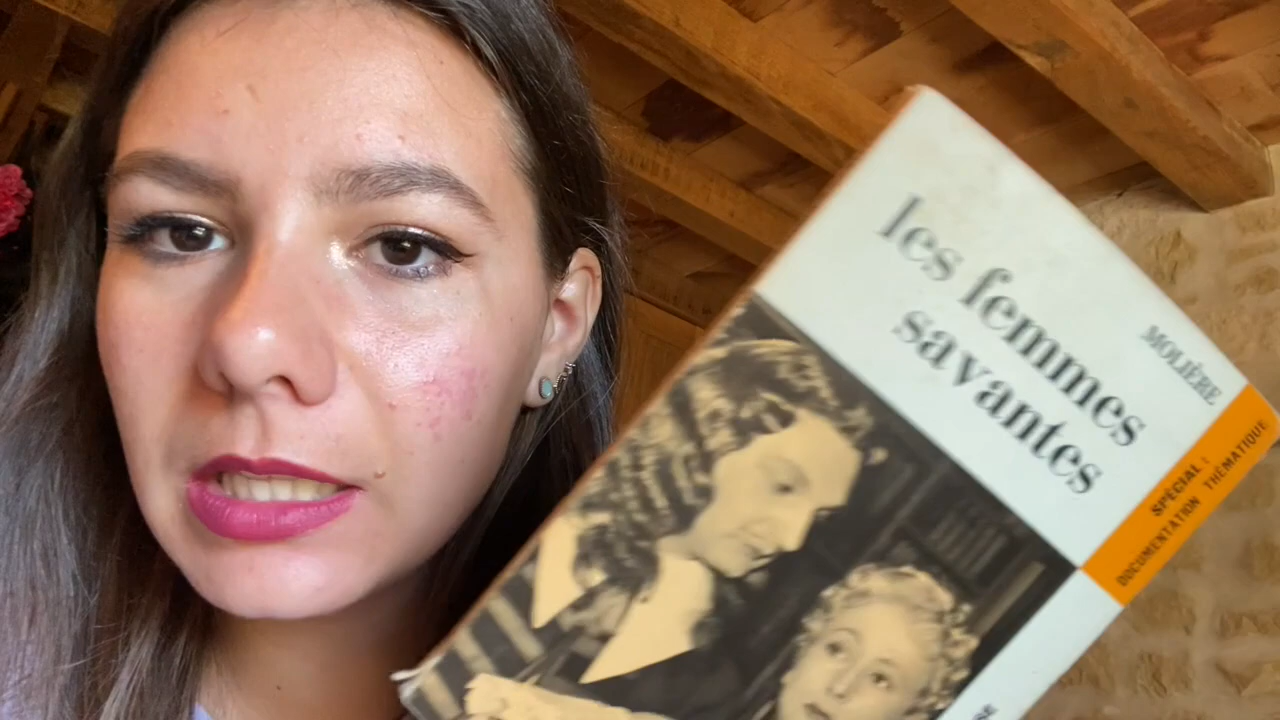 les femmes
savantes
MOLIÈRE
SPÉCIAL :
DOCUMENTATION THÉMATIQUE